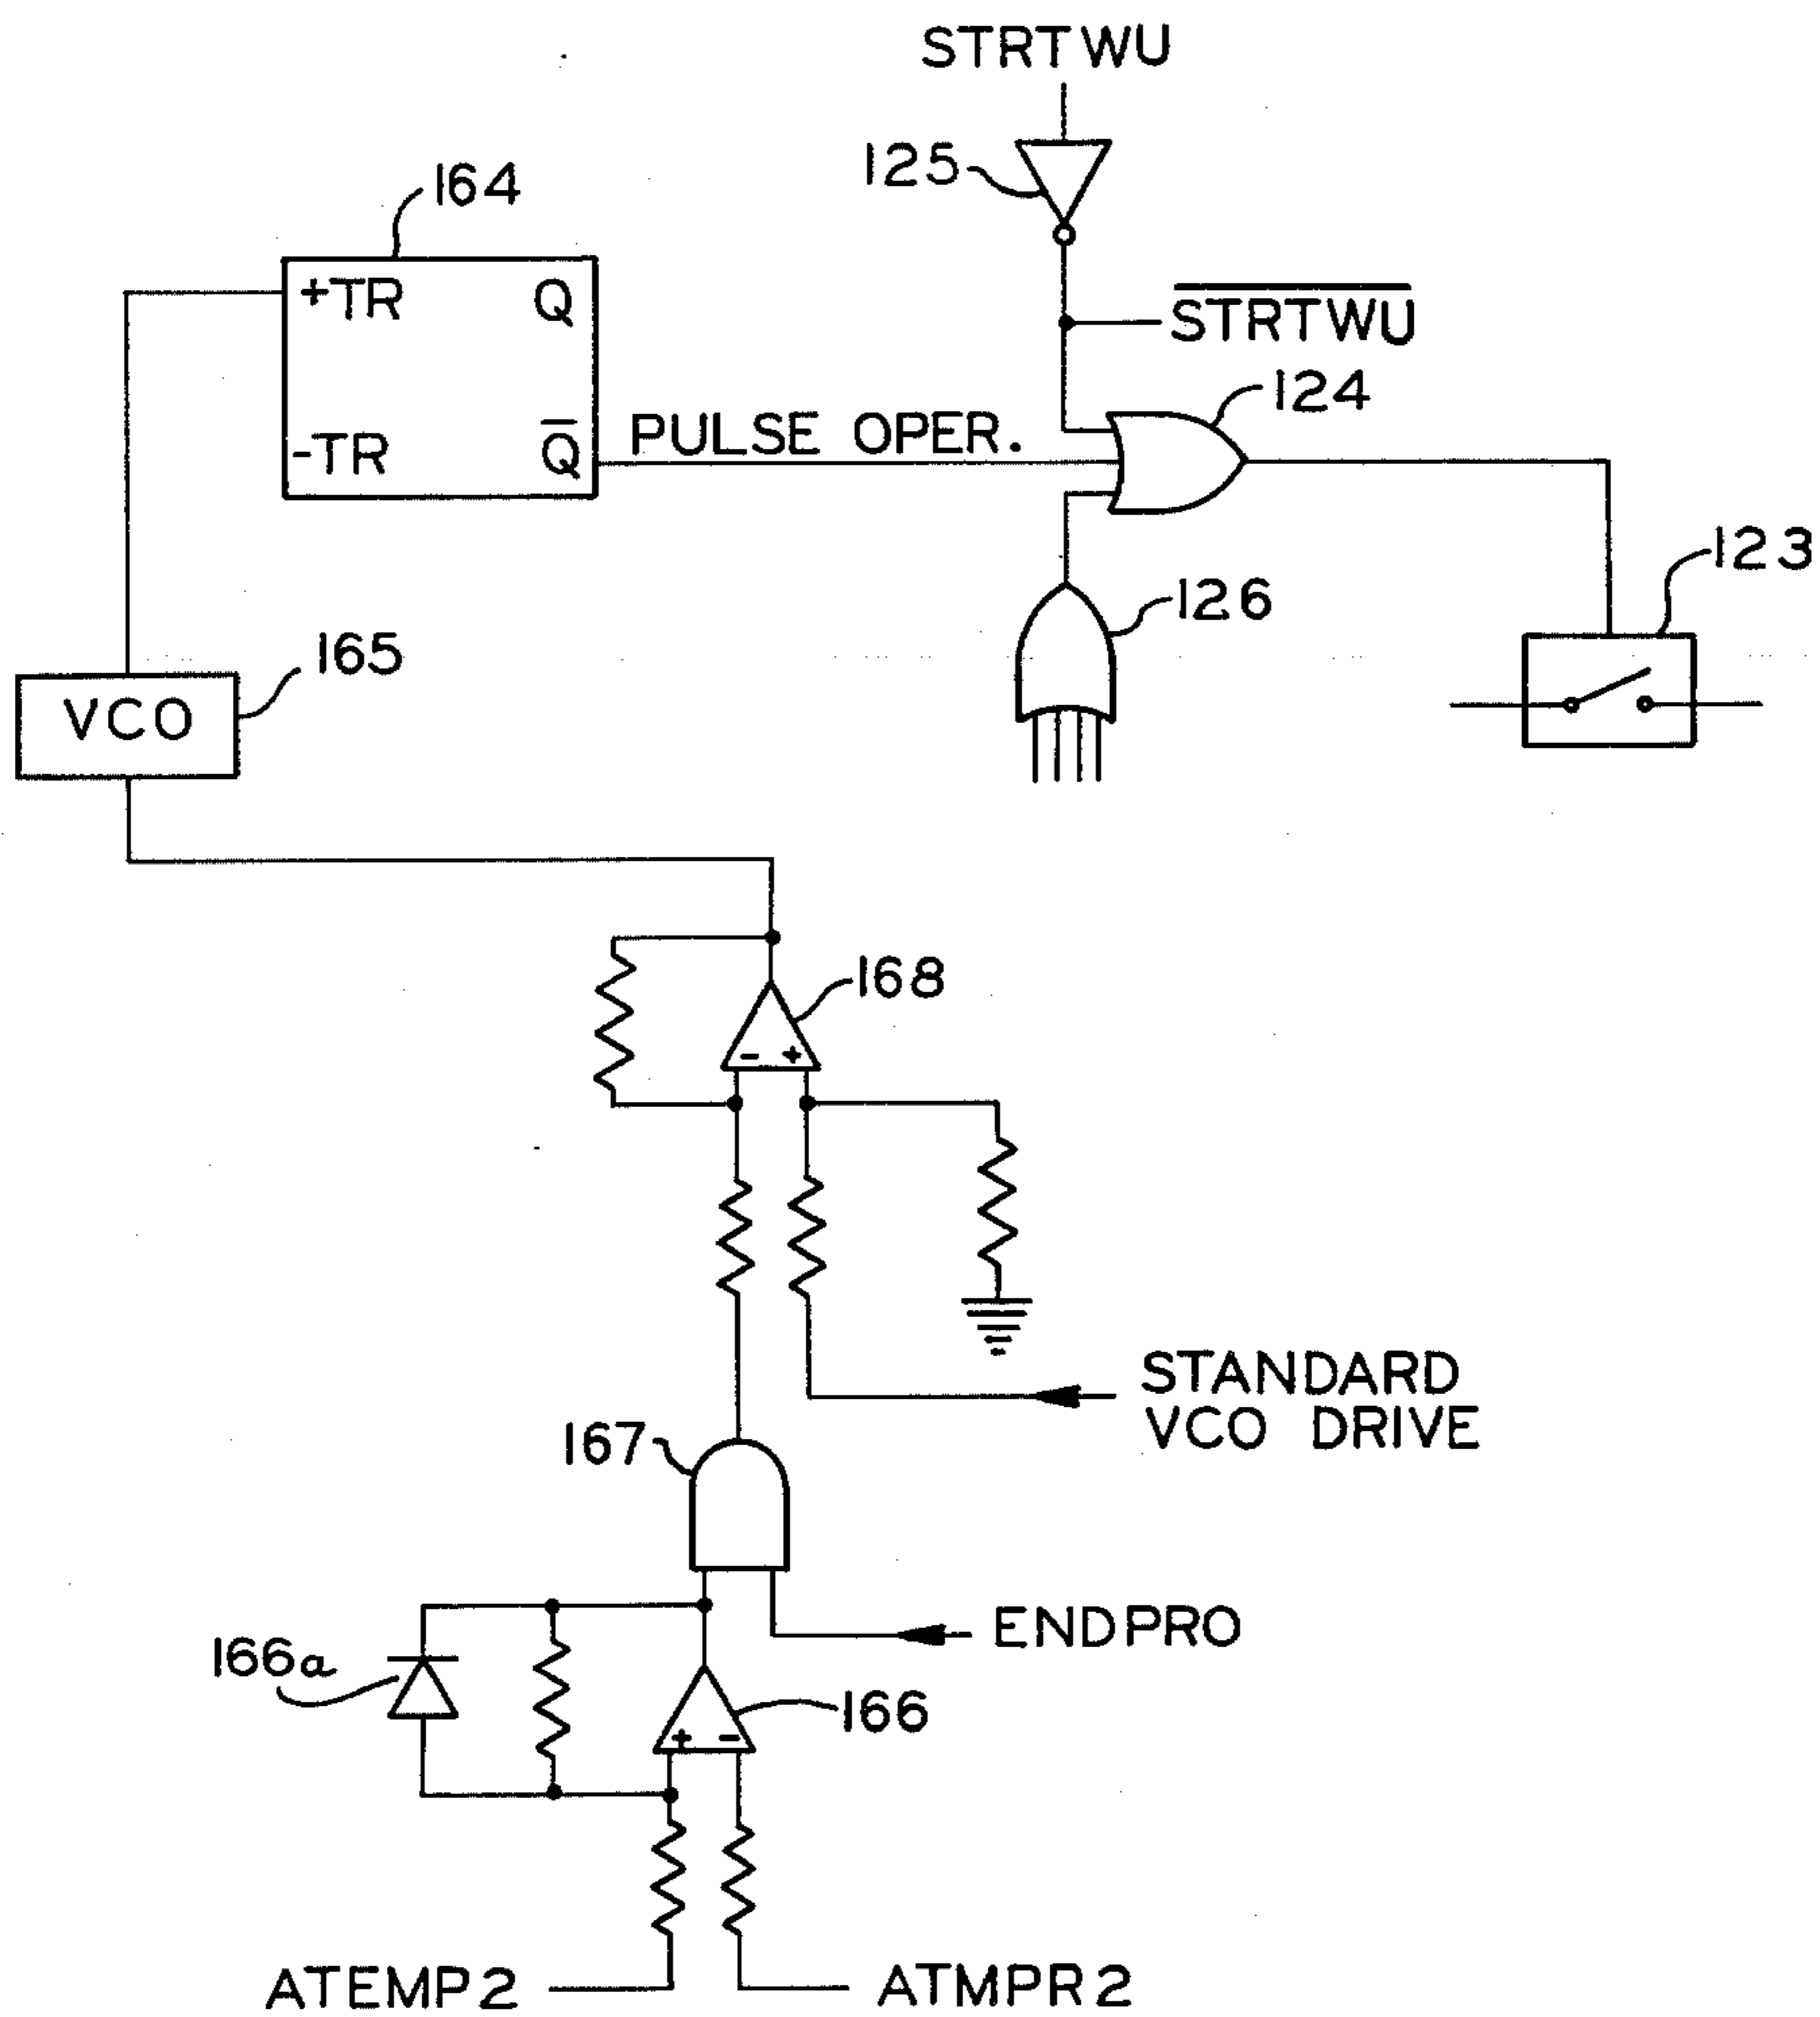 STRTWU
125
164
+TR Q
STRTWU
124
-TR Q
PULSE OPER.
123
126
165
VCO
168
- +
STANDARD
VCO DRIVE
167
ENDPRO
166a
166
+ -
ATEMP2
ATMPR2